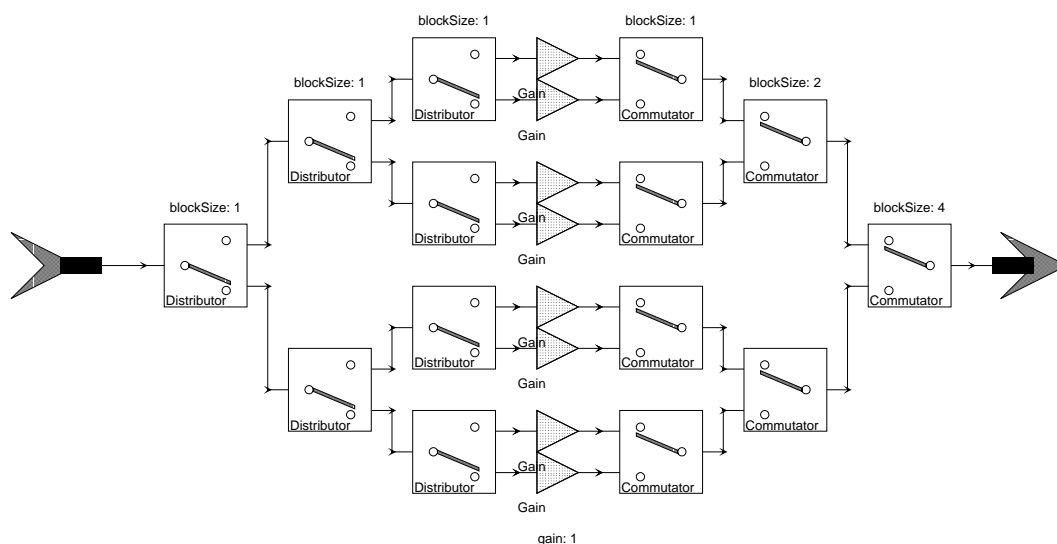 blockSize: 1
blockSize: 1
blockSize: 1
blockSize: 2
Gain
Distributor
Commutator
Gain
Distributor
Commutator
blockSize: 1
blockSize: 4
Gain
Distributor
Commutator
Gain
Distributor
Commutator
Gain
Distributor
Commutator
Gain
Distributor
Commutator
Gain
Distributor
Commutator
Gain
gain: 1